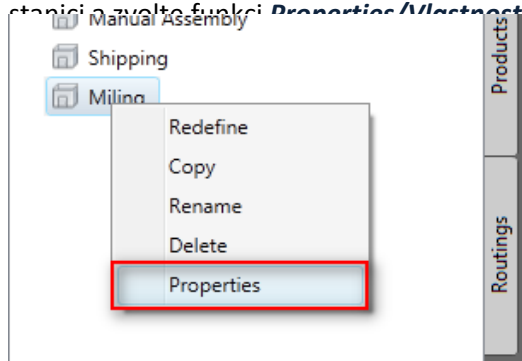 stanici a zvolte funkci Properties/Vlastnost
Manual Assembly
Shipping
Miling
Redefine
Copy
Rename
Delete
Properties
Products
Routings